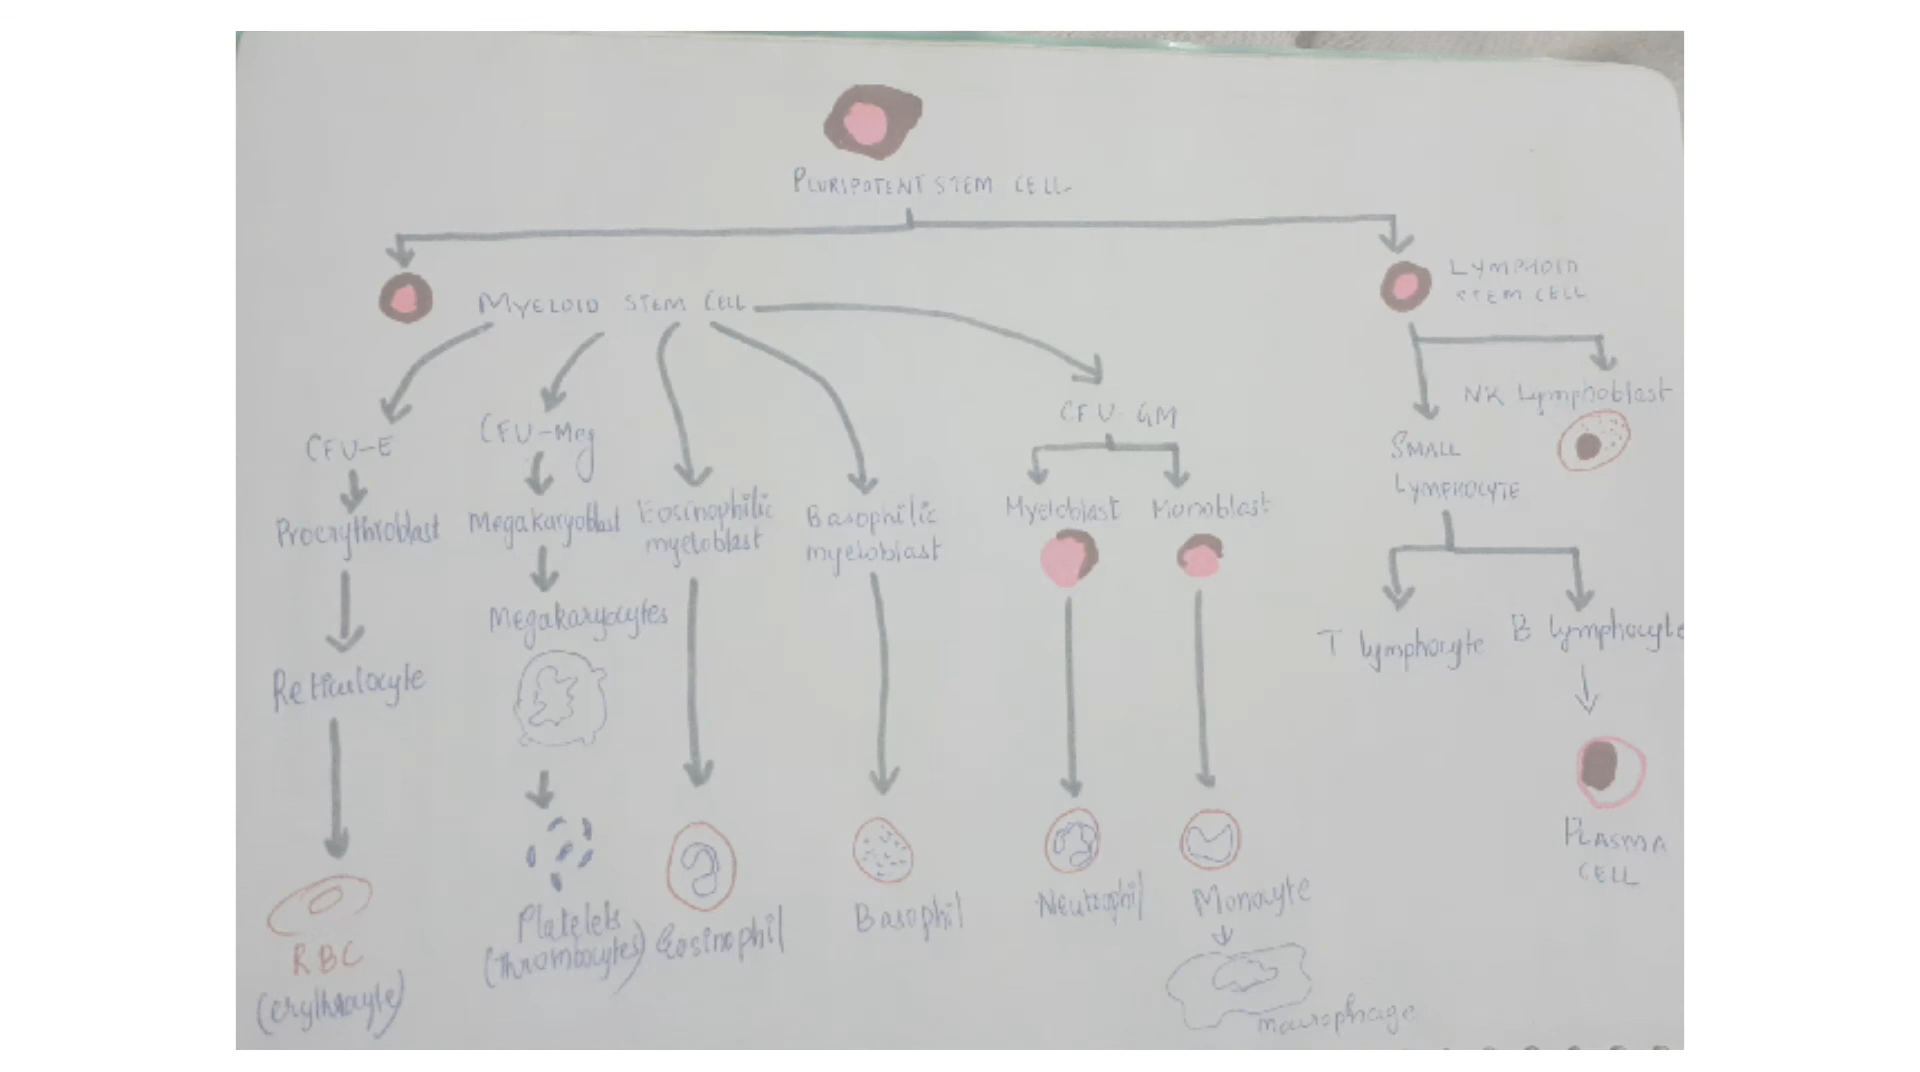 PLURIPOTENT STEM CELL
MYELOID STEM CELL
LYMPHOID
STEM CELL
CFU-E
CFU-Meg
CFU-GM
NK Lymphoblast
SMALL
LYMPHOCYTE
Proerythroblast
Megakaryoblast
Eosinophilic
myeloblast
Basophilic
myeloblast
Myeloblast
Monoblast
Megakaryocytes
T lymphocyte
B lymphocyte
Reticulocyte
PLASMA
CELL
RBC
(erythrocyte)
Platelets
(thrombocytes)
Eosinophil
Basophil
Neutrophil
Monocyte
macrophage